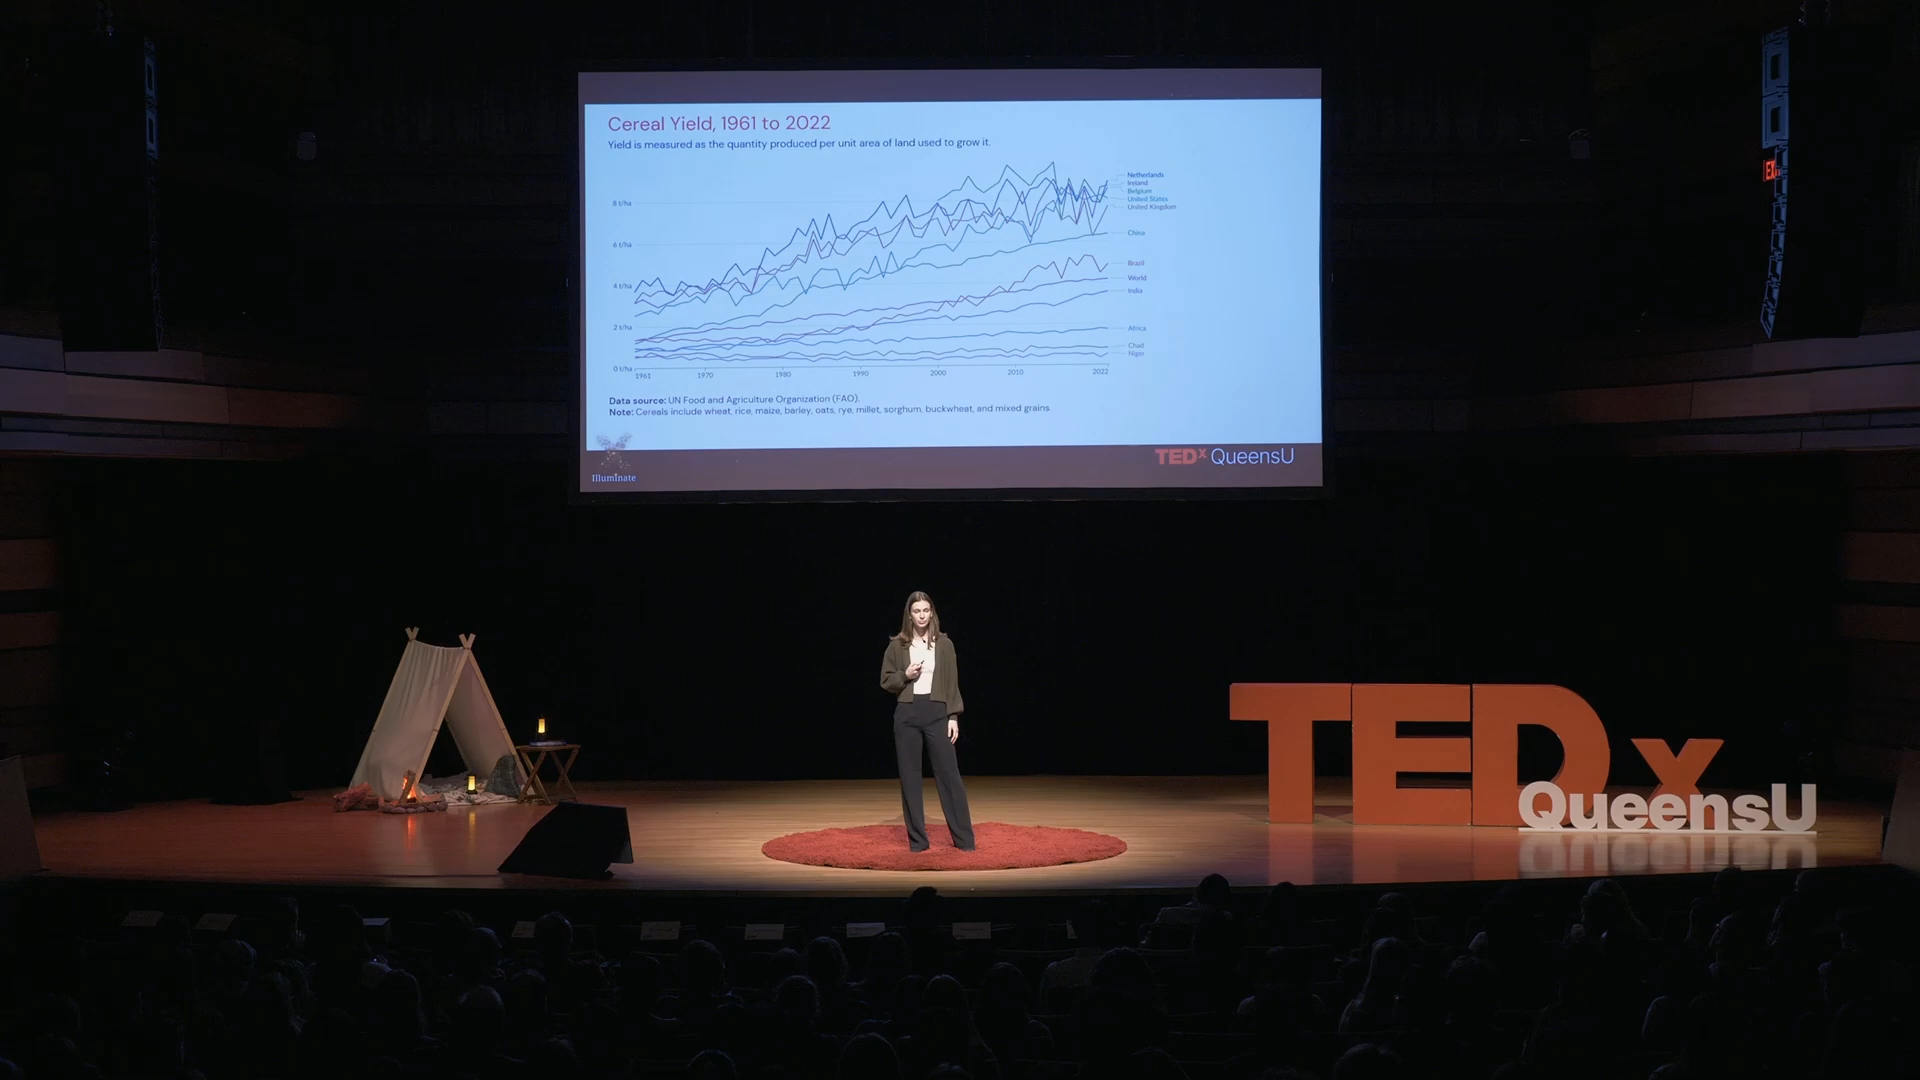 Cereal Yield, 1961 to 2022
Yield is measured as the quantity produced per unit area of land used to grow it.
8 t/ha
6 t/ha
4 t/ha
2 t/ha
0 t/ha
1961 1970 1980 1990 2000 2010 2022
Netherlands
Ireland
Belgium
United States
United Kingdom
China
Brazil
World
India
Africa
Chad
Niger
Data source: UN Food and Agriculture Organization (FAO).
Note: Cereals include wheat, rice, maize, barley, oats, rye, millet, sorghum, buckwheat, and mixed grains.
Illuminate
TEDx QueensU
TEDx
QueensU